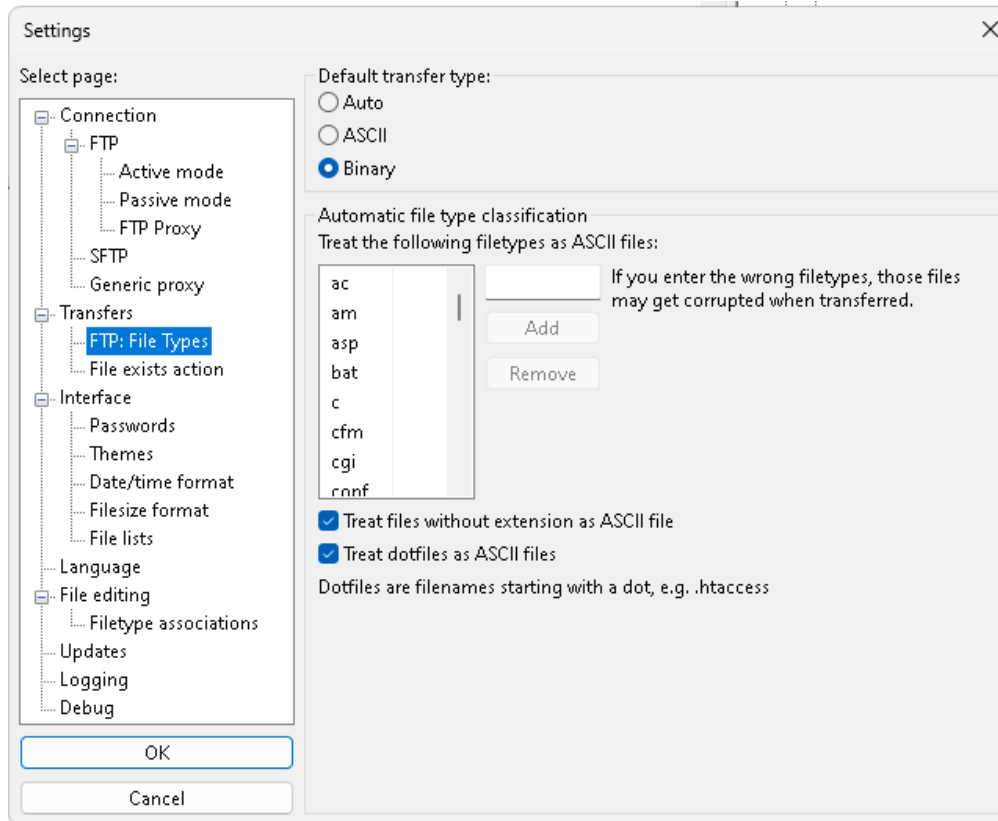 Settings
Select page:
Connection
FTP
Active mode
Passive mode
FTP Proxy
SFTP
Generic proxy
Transfers
FTP: File Types
File exists action
Interface
Passwords
Themes
Date/time format
Filesize format
File lists
Language
File editing
Filetype associations
Updates
Logging
Debug
OK
Cancel
Default transfer type:
Auto
ASCII
Binary
Automatic file type classification
Treat the following filetypes as ASCII files:
ac
am
asp
bat
c
cfm
cgi
conf
If you enter the wrong filetypes, those files
may get corrupted when transferred.
Add
Remove
Treat files without extension as ASCII file
Treat dotfiles as ASCII files
Dotfiles are filenames starting with a dot, e.g. .htaccess